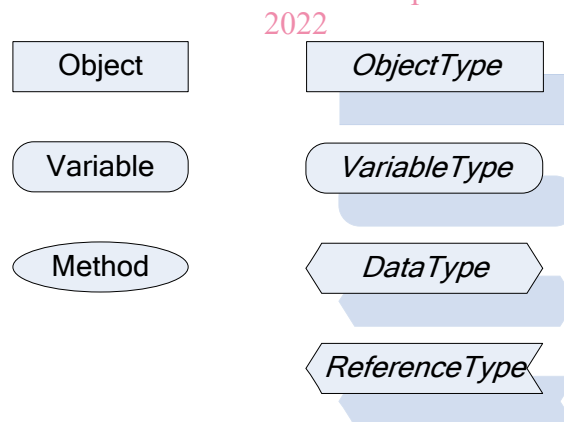 2022
Object
ObjectType
Variable
VariableType
Method
DataType
ReferenceType